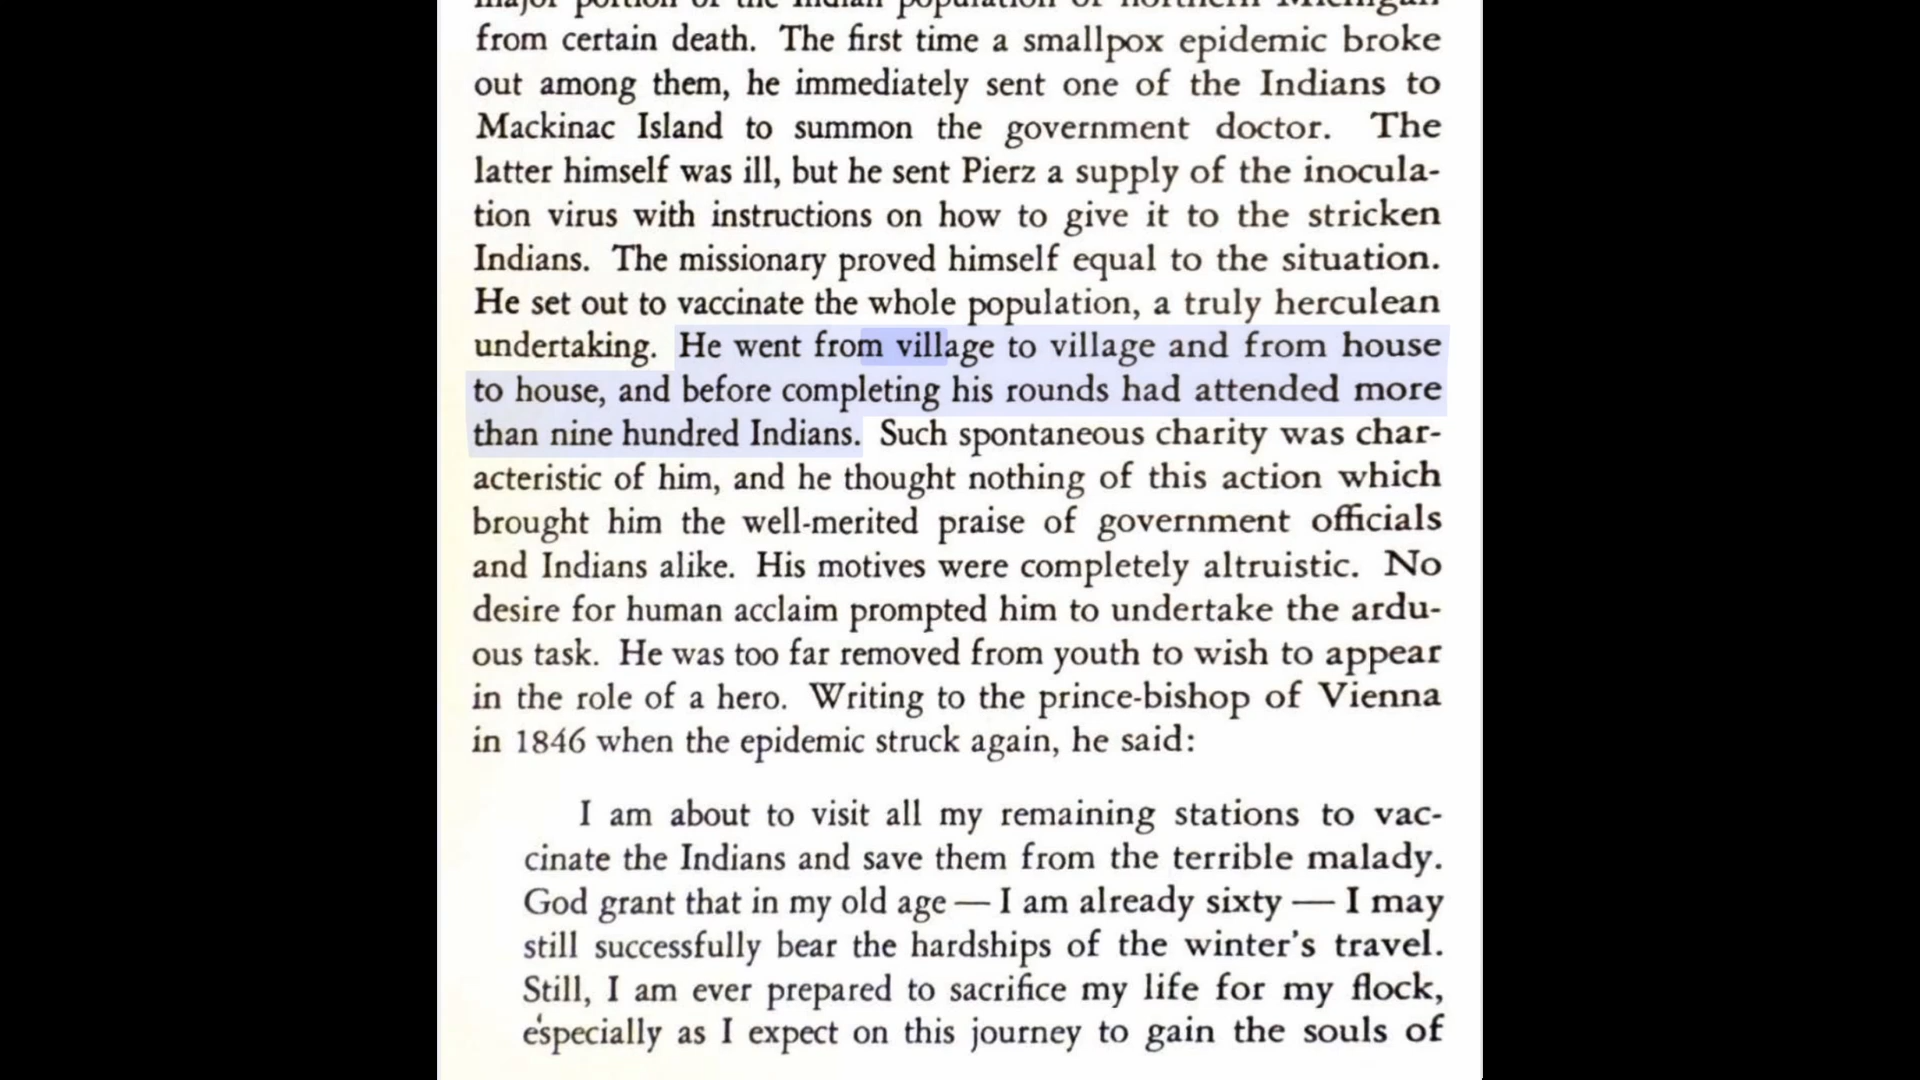 major portion of the Indian population of northern Michigan
from certain death. The first time a smallpox epidemic broke
out among them, he immediately sent one of the Indians to
Mackinac Island to summon the government doctor. The
latter himself was ill, but he sent Pierz a supply of the inocula-
tion virus with instructions on how to give it to the stricken
Indians. The missionary proved himself equal to the situation.
He set out to vaccinate the whole population, a truly herculean
undertaking. He went from village to village and from house
to house, and before completing his rounds had attended more
than nine hundred Indians. Such spontaneous charity was char-
acteristic of him, and he thought nothing of this action which
brought him the well-merited praise of government officials
and Indians alike. His motives were completely altruistic. No
desire for human acclaim prompted him to undertake the ardu-
ous task. He was too far removed from youth to wish to appear
in the role of a hero. Writing to the prince-bishop of Vienna
in 1846 when the epidemic struck again, he said:
I am about to visit all my remaining stations to vac-
cinate the Indians and save them from the terrible malady.
God grant that in my old age — I am already sixty — I may
still successfully bear the hardships of the winter's travel.
Still, I am ever prepared to sacrifice my life for my flock,
especially as I expect on this journey to gain the souls of